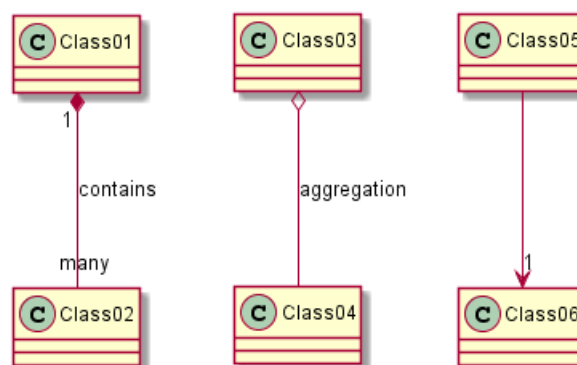 C Class01
C Class03
C Class05
1
contains
aggregation
many
1
C Class02
C Class04
C Class06